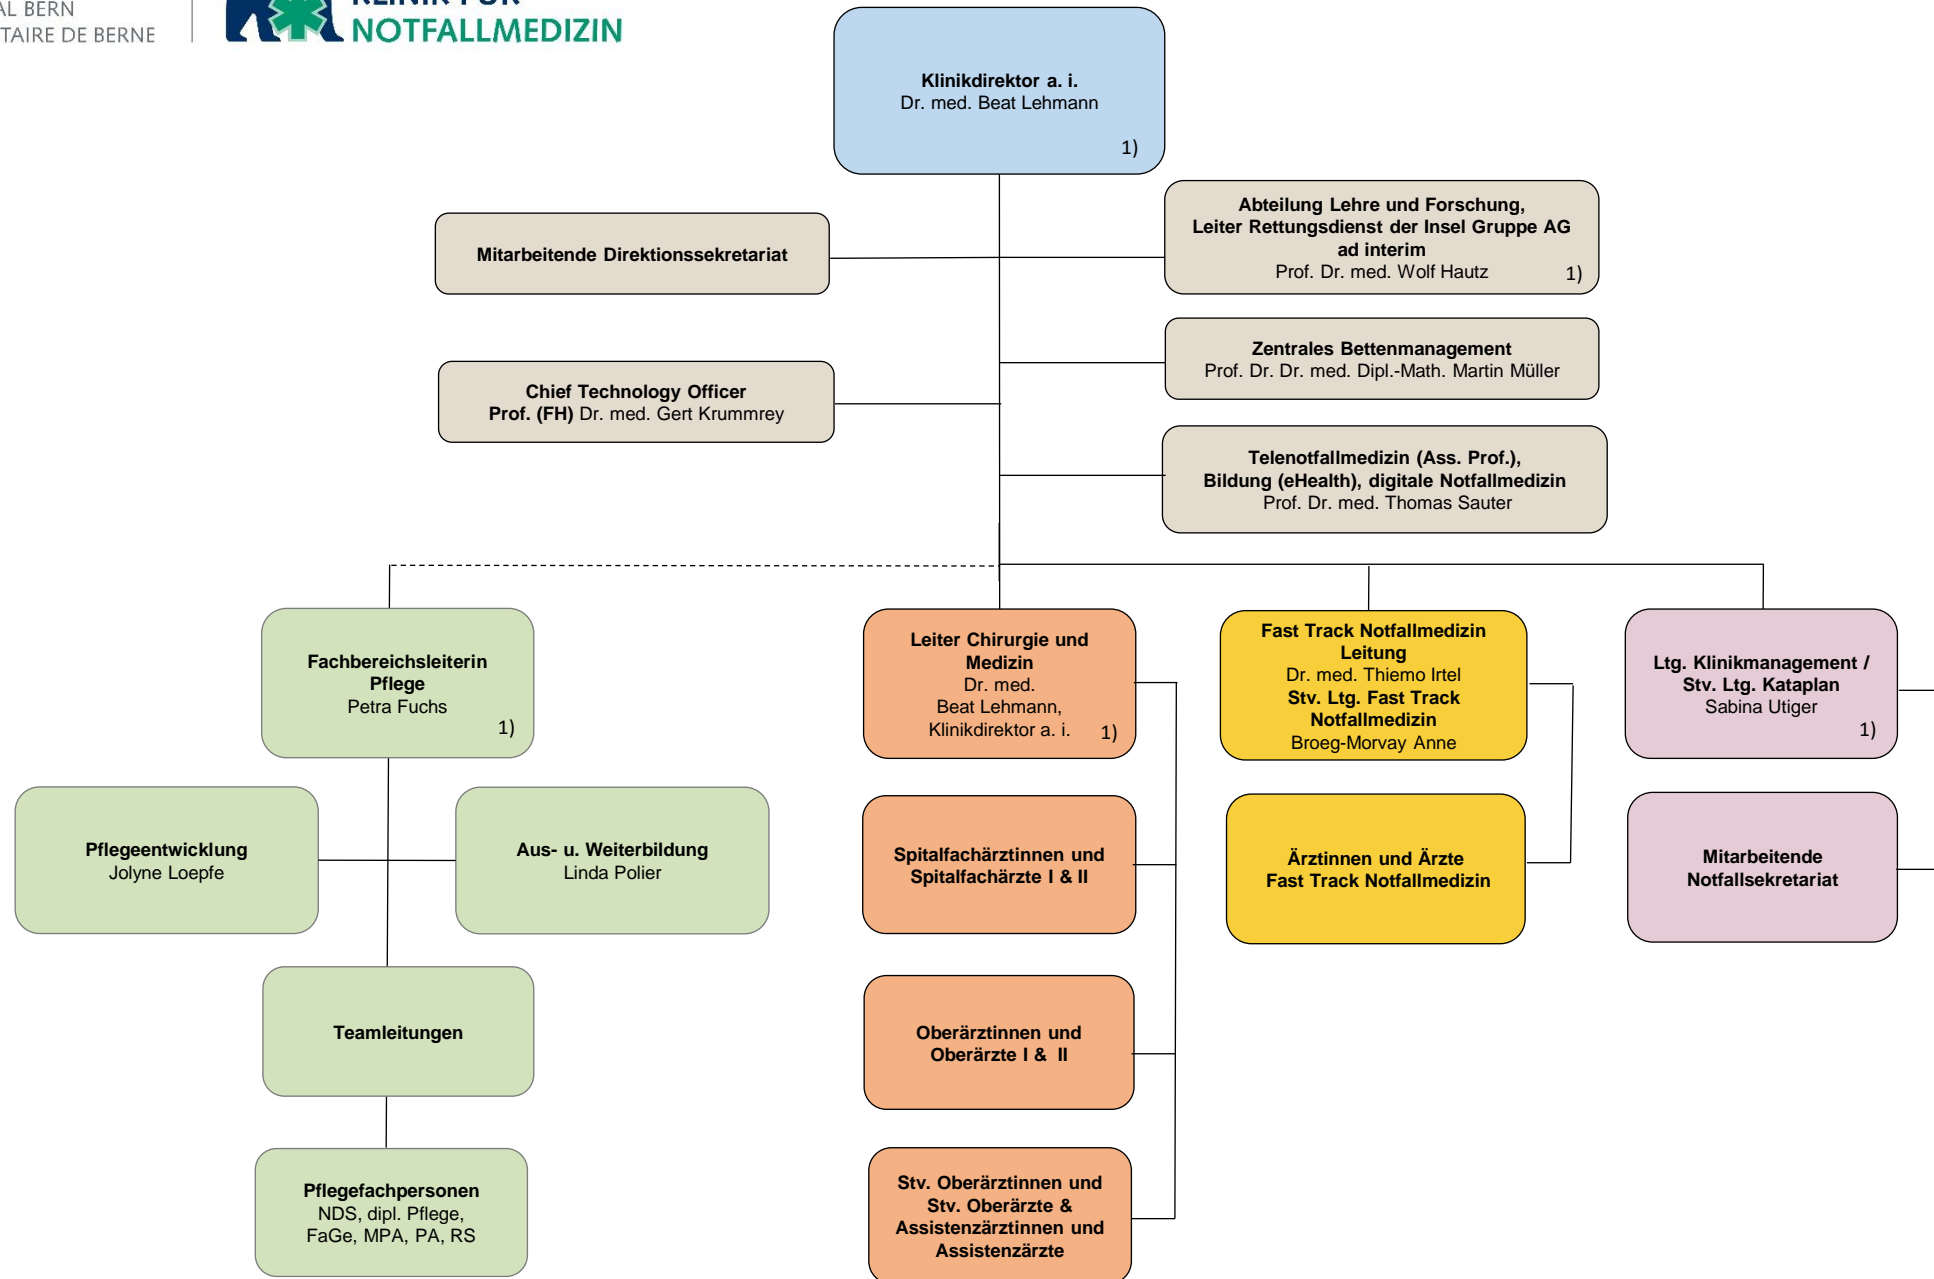 AL BERN
TAIRE DE BERNE
KLINIK FÜR
NOTFALLMEDIZIN
Klinikdirektor a. i.
Dr. med. Beat Lehmann
1)
Mitarbeitende Direktionssekretariat
Abteilung Lehre und Forschung,
Leiter Rettungsdienst der Insel Gruppe AG
ad interim
Prof. Dr. med. Wolf Hautz
1)
Zentrales Bettenmanagement
Prof. Dr. Dr. med. Dipl.-Math. Martin Müller
Chief Technology Officer
Prof. (FH) Dr. med. Gert Krummrey
Telenotfallmedizin (Ass. Prof.),
Bildung (eHealth), digitale Notfallmedizin
Prof. Dr. med. Thomas Sauter
Fachbereichsleiterin
Pflege
Petra Fuchs
1)
Leiter Chirurgie und
Medizin
Dr. med.
Beat Lehmann,
Klinikdirektor a. i.
1)
Fast Track Notfallmedizin
Leitung
Dr. med. Thiemo Irtel
Stv. Ltg. Fast Track
Notfallmedizin
Broeg-Morvay Anne
Ltg. Klinikmanagement /
Stv. Ltg. Kataplan
Sabina Utiger
1)
Pflegeentwicklung
Jolyne Loepfe
Aus- u. Weiterbildung
Linda Polier
Spitalfachärztinnen und
Spitalfachärzte I & II
Ärztinnen und Ärzte
Fast Track Notfallmedizin
Mitarbeitende
Notfallsekretariat
Teamleitungen
Oberärztinnen und
Oberärzte I & II
Pflegefachpersonen
NDS, dipl. Pflege,
FaGe, MPA, PA, RS
Stv. Oberärztinnen und
Stv. Oberärzte &
Assistenzärztinnen und
Assistenzärzte